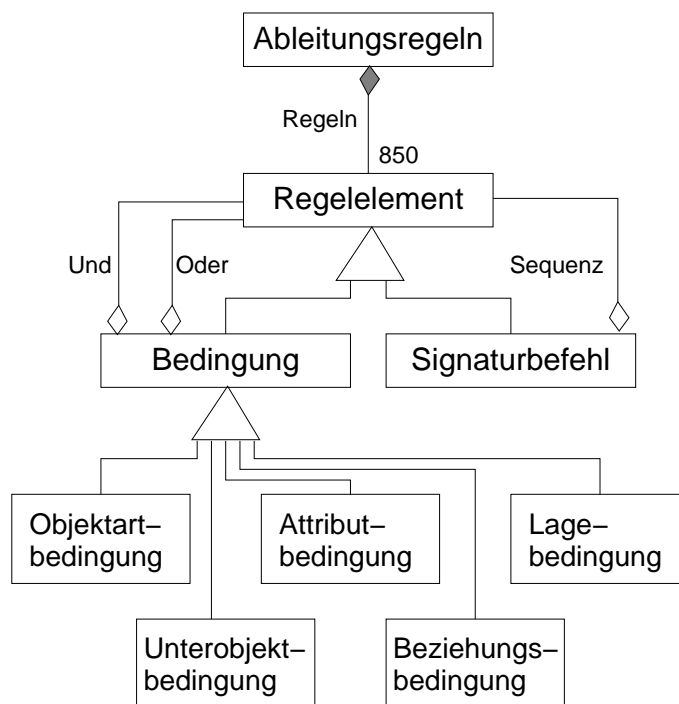 Ableitungsregeln
Regeln
850
Regelelement
Und
Oder
Sequenz
Bedingung
Signaturbefehl
Objektart−
bedingung
Attribut−
bedingung
Lage−
bedingung
Unterobjekt−
bedingung
Beziehungs−
bedingung